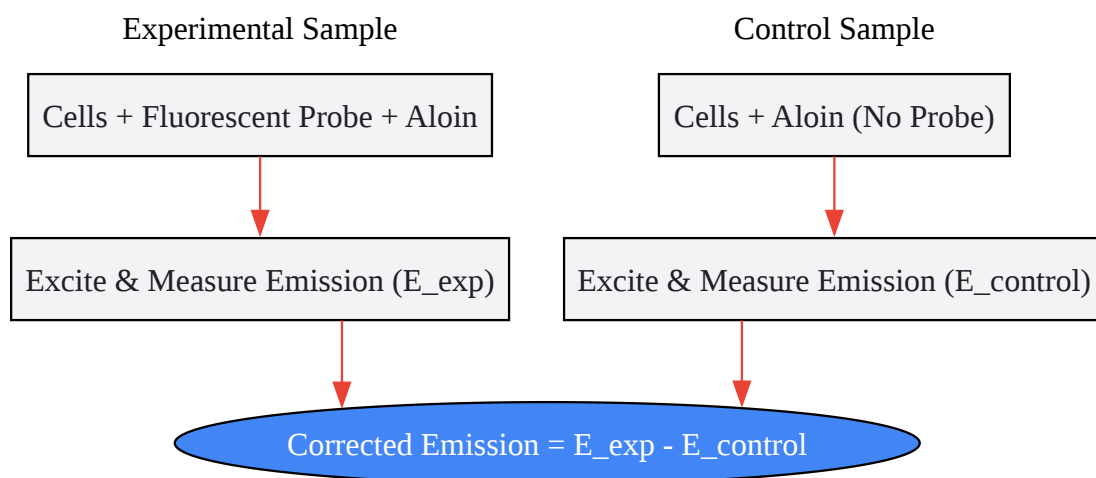 Experimental Sample
Control Sample
Cells + Fluorescent Probe + Aloin
Cells + Aloin (No Probe)
Excite & Measure Emission (E_exp)
Excite & Measure Emission (E_control)
Corrected Emission = E_exp - E_control